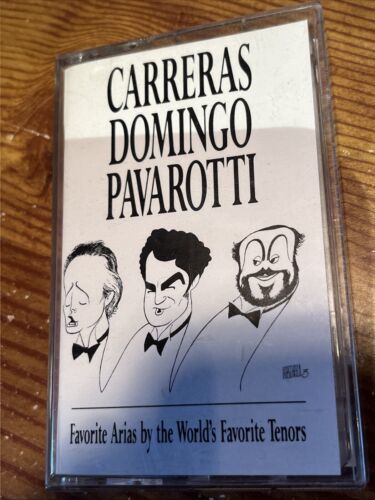 CARRERAS
DOMINGO
PAVAROTTI
Favorite Arias by the World's Favorite Tenors